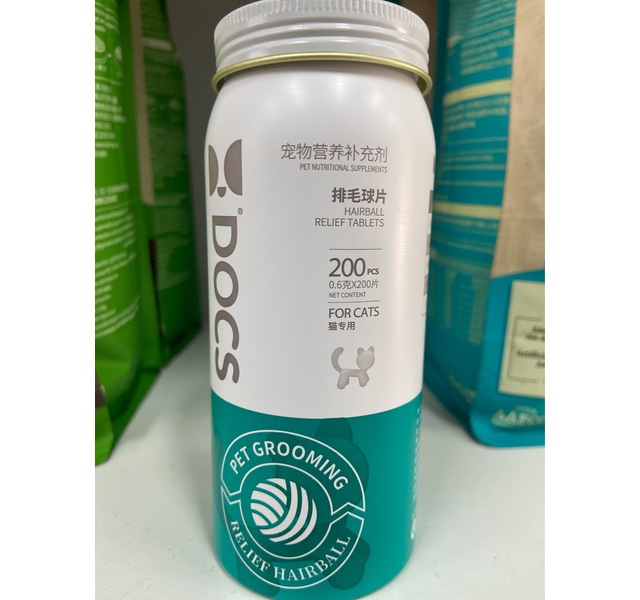 宠物营养补充剂
PET NUTRITIONAL SUPPLEMENTS
排毛球片
HAIRBALL
RELIEF TABLETS
200 PCS
0.6克X200片
NET CONTENT
FOR CATS
猫专用
®
DOCS
PET GROOMING
RELIEF HAIRBALL